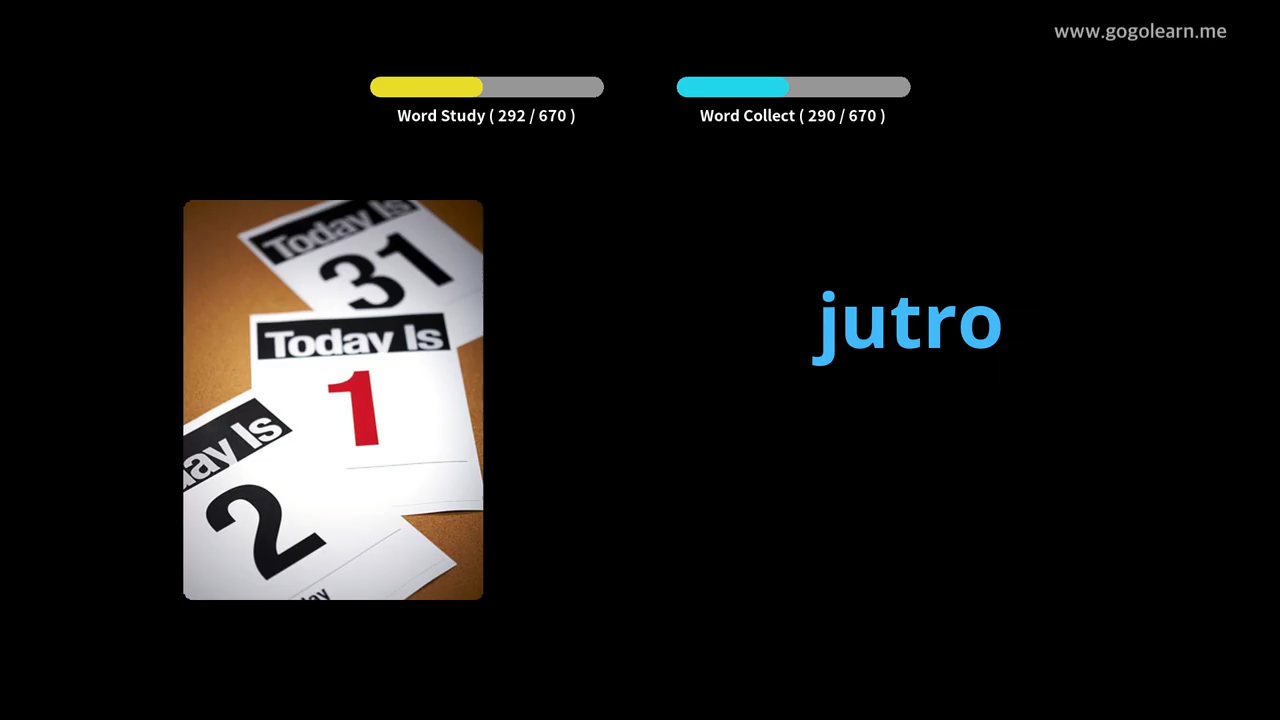 www.gogolearn.me
Word Study ( 292 / 670 )
Word Collect ( 290 / 670 )
Today Is
31
Today Is
1
jutro
ay Is
2